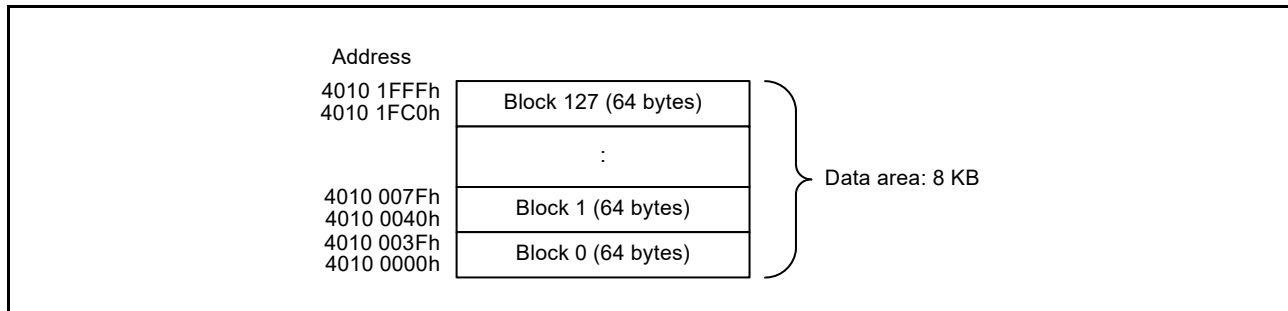 Address
4010 1FFFh
4010 1FC0h
Block 127 (64 bytes)
:
4010 007Fh
4010 0040h
Block 1 (64 bytes)
4010 003Fh
4010 0000h
Block 0 (64 bytes)
Data area: 8 KB